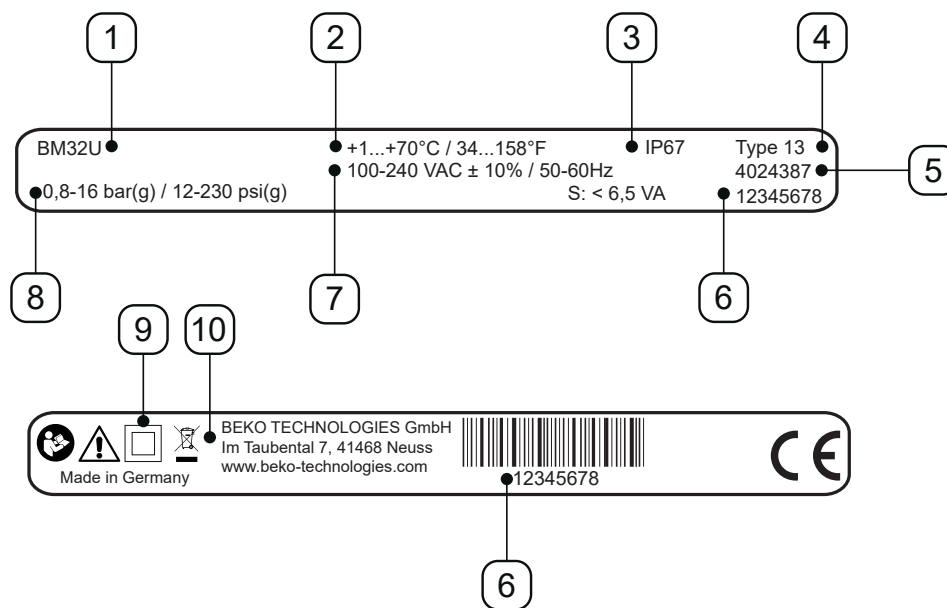 1 2 3 4
BM32U +1...+70°C / 34...158°F IP67 Type 13
100-240 VAC ± 10% / 50-60Hz 4024387 5
0,8-16 bar(g) / 12-230 psi(g) S: < 6,5 VA 12345678
8 7 6
9 10
BEKO TECHNOLOGIES GmbH
Im Taubental 7, 41468 Neuss
www.beko-technologies.com
Made in Germany
12345678
CE
6